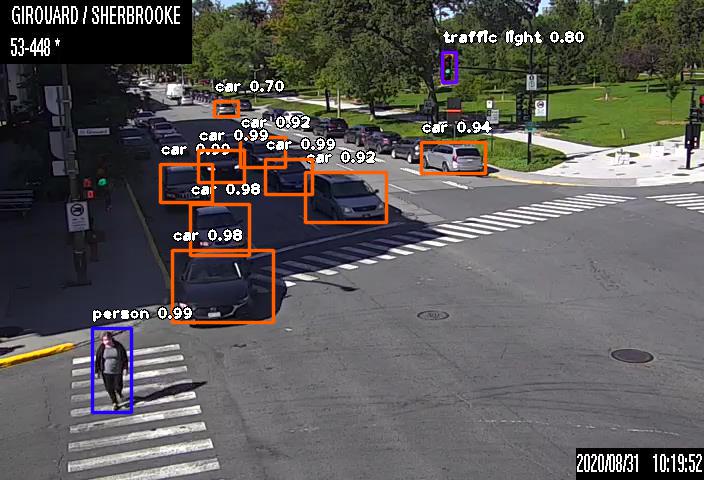 GIROUARD / SHERBROOKE
53-448 *
traffic light 0.80
car 0.70
car 0.92
car 0.94
car 0.99
car 0.99
car 0.99
car 0.92
car 0.98
car 0.98
person 0.99
Girouard
2020/08/31 10:19:52